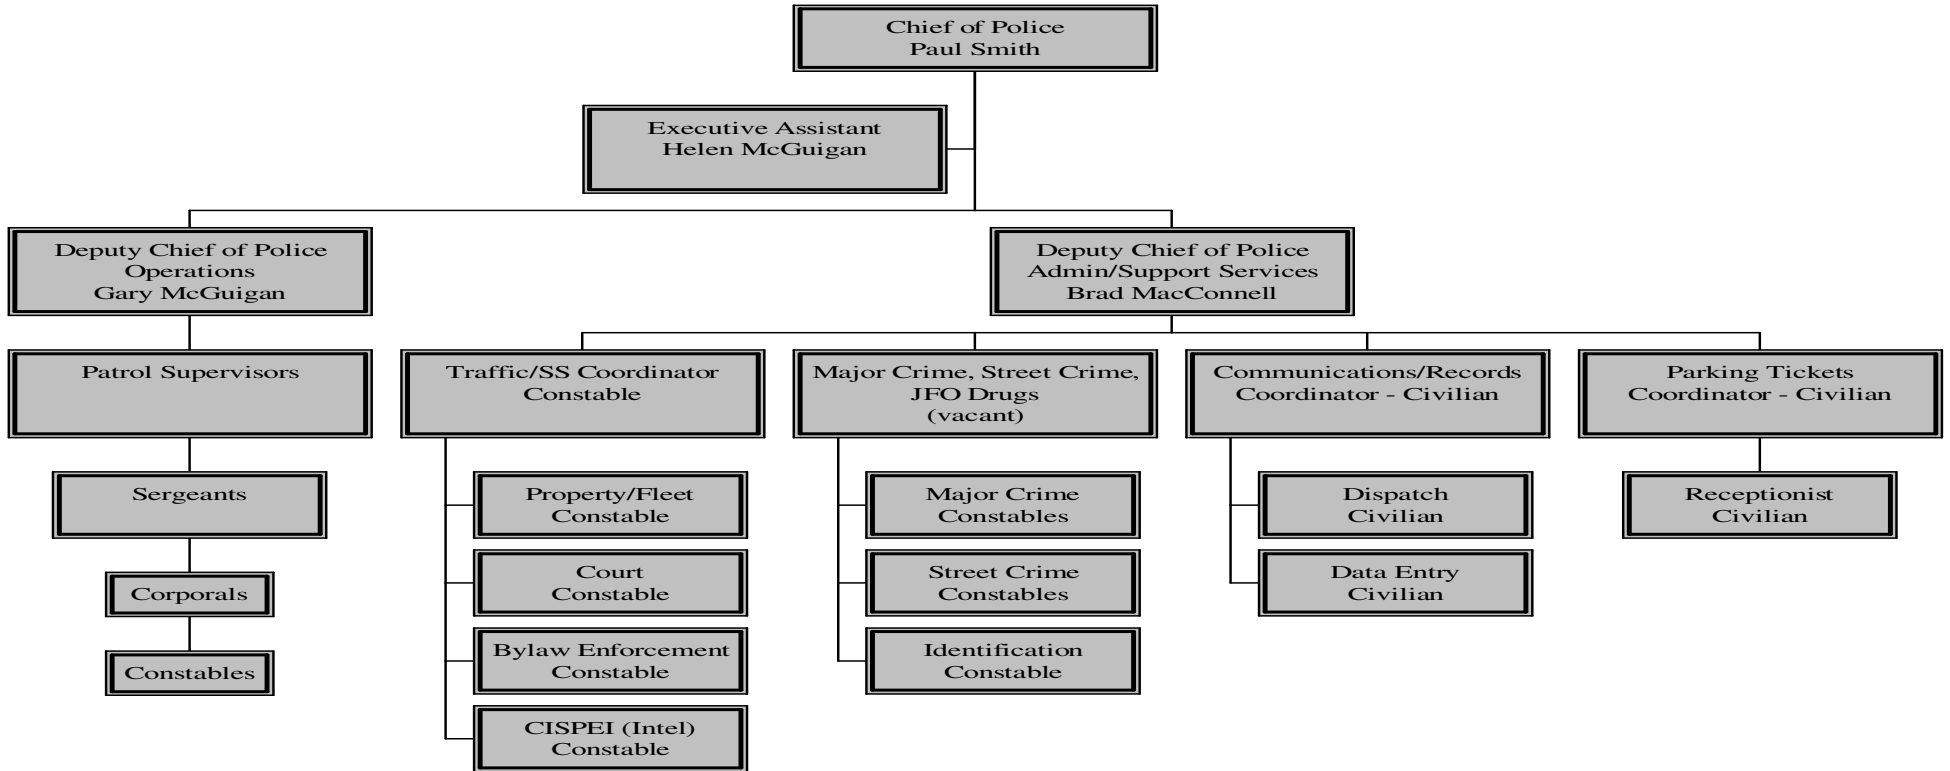 Chief of Police
Paul Smith
Executive Assistant
Helen McGuigan
Deputy Chief of Police
Operations
Gary McGuigan
Deputy Chief of Police
Admin/Support Services
Brad MacConnell
Patrol Supervisors
Traffic/SS Coordinator
Constable
Major Crime, Street Crime,
JFO Drugs
(vacant)
Communications/Records
Coordinator - Civilian
Parking Tickets
Coordinator - Civilian
Sergeants
Corporals
Constables
Property/Fleet
Constable
Court
Constable
Bylaw Enforcement
Constable
CISPEI (Intel)
Constable
Major Crime
Constables
Street Crime
Constables
Identification
Constable
Dispatch
Civilian
Data Entry
Civilian
Receptionist
Civilian